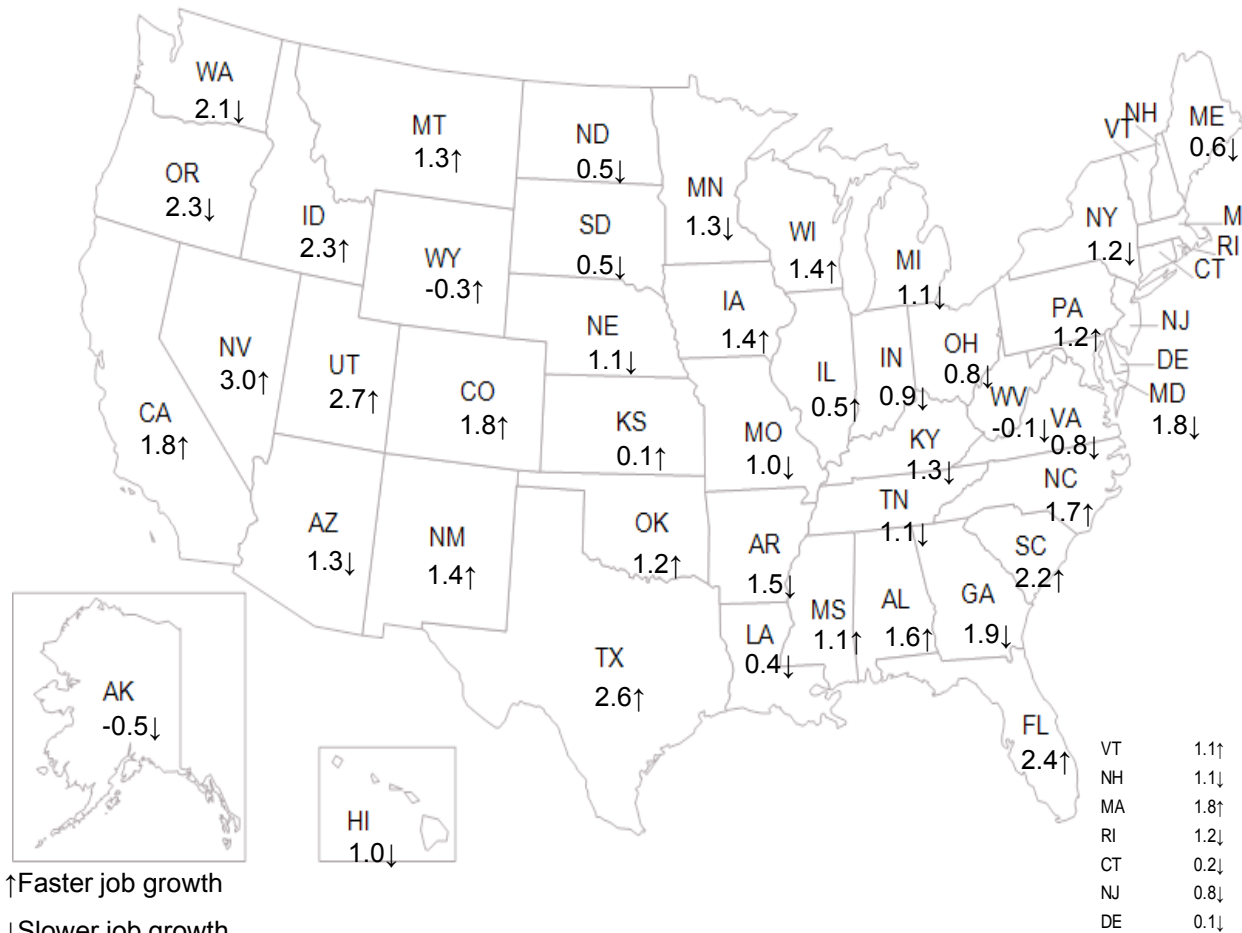 WA
2.1↓
MT
1.3↑
ND
0.5↓
MN
1.3↓
VT
NH
ME
0.6↓
OR
2.3↓
ID
2.3↑
WY
-0.3↑
SD
0.5↓
WI
1.4↑
MI
1.1↓
NY
1.2↓
M
RI
CT
NV
3.0↑
UT
2.7↑
CO
1.8↑
NE
1.1↓
IA
1.4↑
IL
0.5↑
IN
0.9↓
OH
0.8↓
PA
1.2↑
NJ
DE
MD
1.8↓
WV
-0.1↓
VA
0.8↓
CA
1.8↑
KS
0.1↑
MO
1.0↓
KY
1.3↓
NC
1.7↑
TN
1.1↓
SC
2.2↑
AZ
1.3↓
NM
1.4↑
OK
1.2↑
AR
1.5↓
MS
1.1↑
AL
1.6↑
GA
1.9↓
LA
0.4↓
TX
2.6↑
FL
2.4↑
AK
-0.5↓
HI
1.0↓
VT 1.1↑
NH 1.1↓
MA 1.8↑
RI 1.2↓
CT 0.2↓
NJ 0.8↓
DE 0.1↓
↑Faster job growth
↓Slower job growth